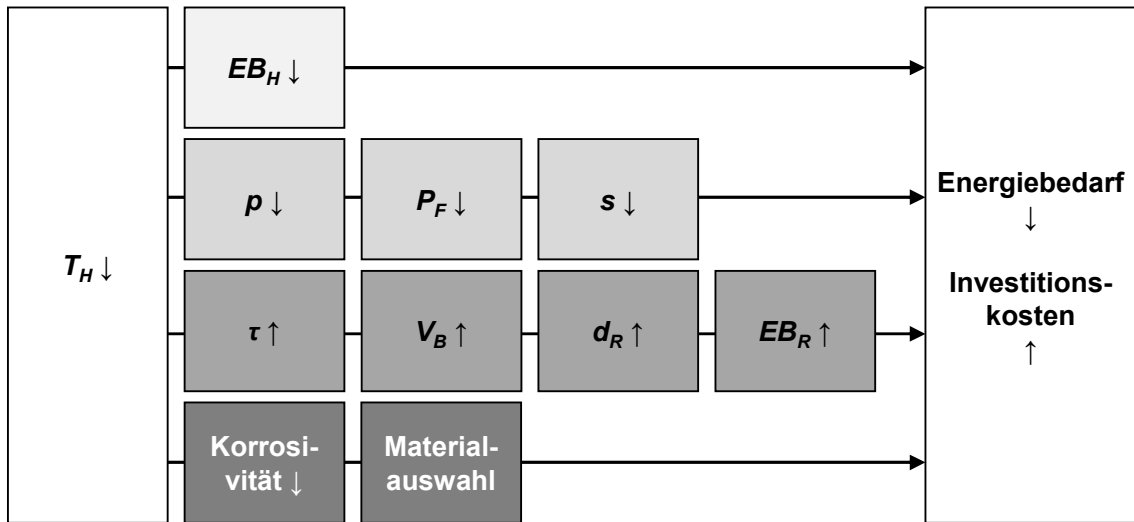 T_H ↓
EB_H ↓
p ↓
P_F ↓
s ↓
τ ↑
V_B ↑
d_R ↑
EB_R ↑
Korrosi-
vität ↓
Material-
auswahl
Energiebedarf
↓
Investitions-
kosten
↑